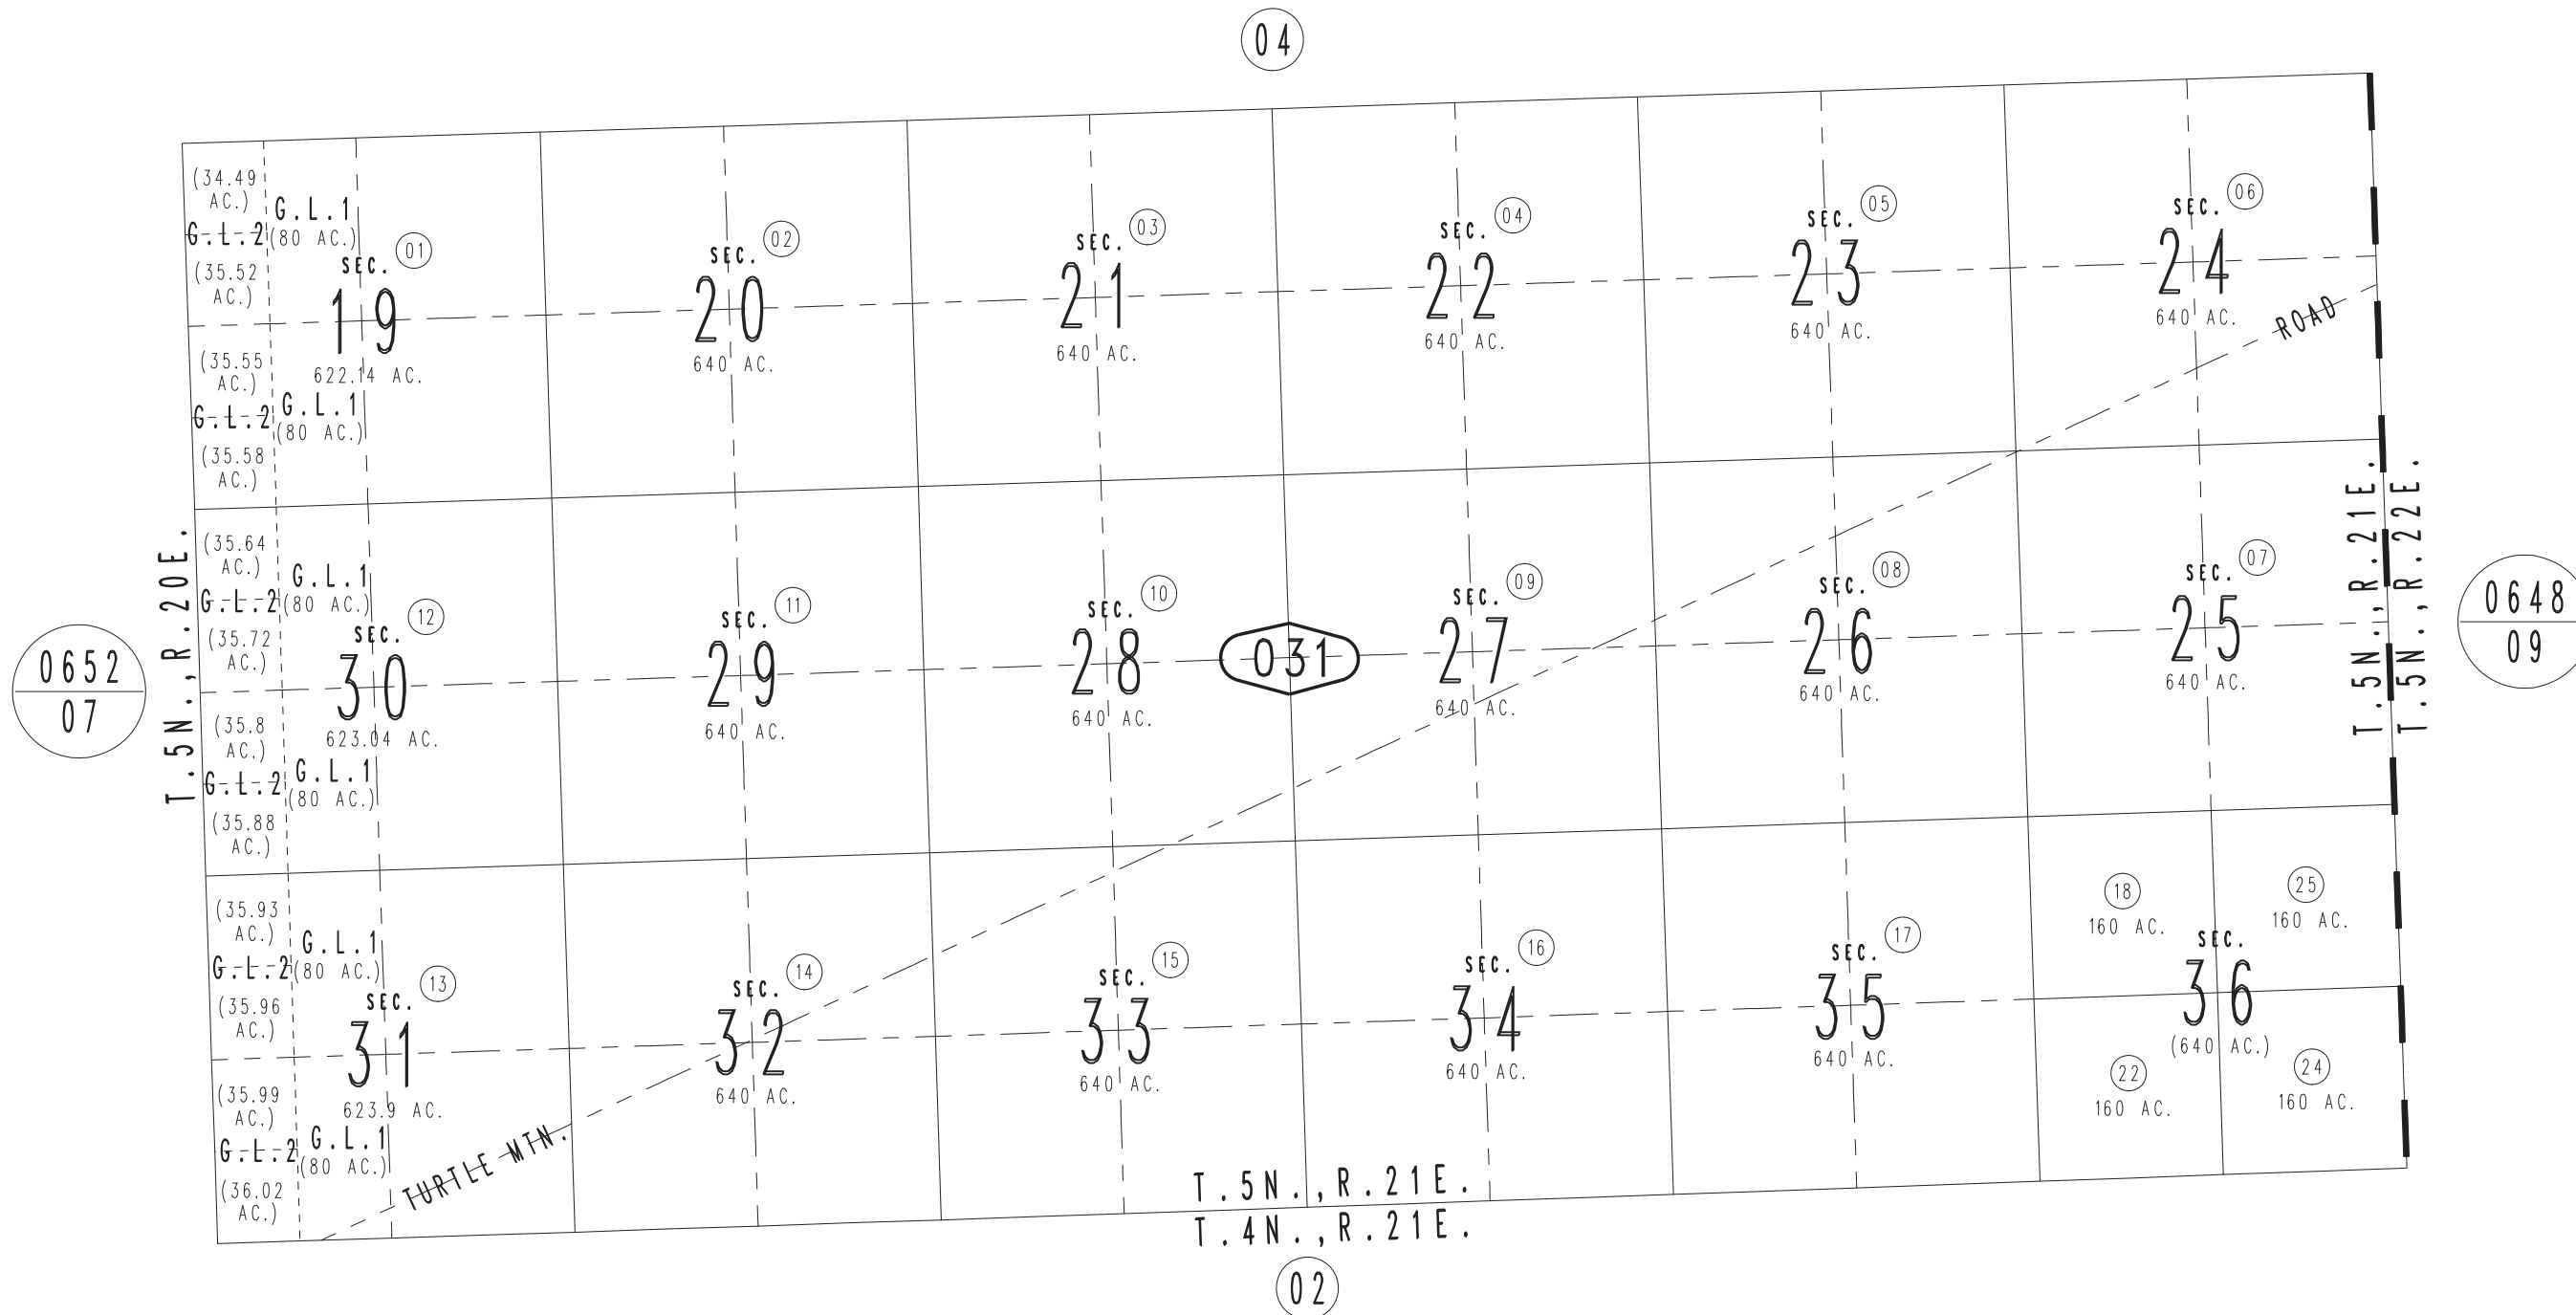 04
(34.49
AC.)
G.L.1
G.L.2
(80 AC.)
(35.52
AC.)
SEC.
01
19
622.14 AC.
(35.55
AC.)
G.L.1
G.L.2
(80 AC.)
(35.58
AC.)
SEC.
02
20
640 AC.
SEC.
03
21
640 AC.
SEC.
04
22
640 AC.
SEC.
05
23
640 AC.
SEC.
06
24
640 AC.
ROAD
0652
07
T.5N.,R.20E.
(35.64
AC.)
G.L.1
G.L.2
(80 AC.)
(35.72
AC.)
SEC.
12
30
623.04 AC.
(35.8
AC.)
G.L.1
G.L.2
(80 AC.)
(35.88
AC.)
SEC.
11
29
640 AC.
SEC.
10
28
640 AC.
031
SEC.
09
27
640 AC.
SEC.
08
26
640 AC.
SEC.
07
25
640 AC.
T.5N.,R.21E.
T.5N.,R.22E.
0648
09
(35.93
AC.)
G.L.1
G.L.2
(80 AC.)
(35.96
AC.)
SEC.
13
31
623.9 AC.
(35.99
AC.)
G.L.1
G.L.2
(80 AC.)
(36.02
AC.)
TURTLE MTN.
SEC.
14
32
640 AC.
SEC.
15
33
640 AC.
SEC.
16
34
640 AC.
SEC.
17
35
640 AC.
18
160 AC.
25
160 AC.
SEC.
36
(640 AC.)
22
160 AC.
24
160 AC.
T.5N.,R.21E.
T.4N.,R.21E.
02